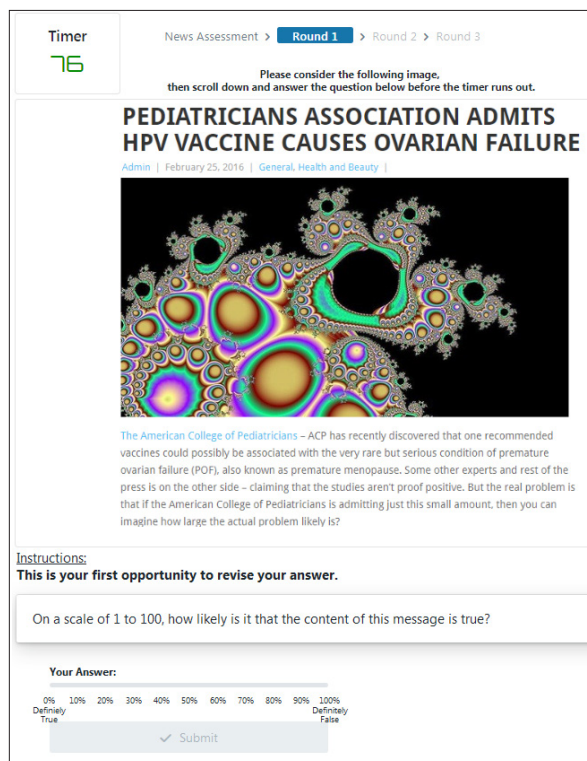 Timer
76
News Assessment > Round 1 > Round 2 > Round 3
Please consider the following image,
then scroll down and answer the question below before the timer runs out.
PEDIATRICIANS ASSOCIATION ADMITS
HPV VACCINE CAUSES OVARIAN FAILURE
Admin | February 25, 2016 | General, Health and Beauty |
The American College of Pediatricians – ACP has recently discovered that one recommended
vaccines could possibly be associated with the very rare but serious condition of premature
ovarian failure (POF), also known as premature menopause. Some other experts and rest of the
press is on the other side – claiming that the studies aren't proof positive. But the real problem is
that if the American College of Pediatricians is admitting just this small amount, then you can
imagine how large the actual problem likely is?
Instructions:
This is your first opportunity to revise your answer.
On a scale of 1 to 100, how likely is it that the content of this message is true?
Your Answer:
0% 10% 20% 30% 40% 50% 60% 70% 80% 90% 100%
Definiely Definitely
True False
Submit